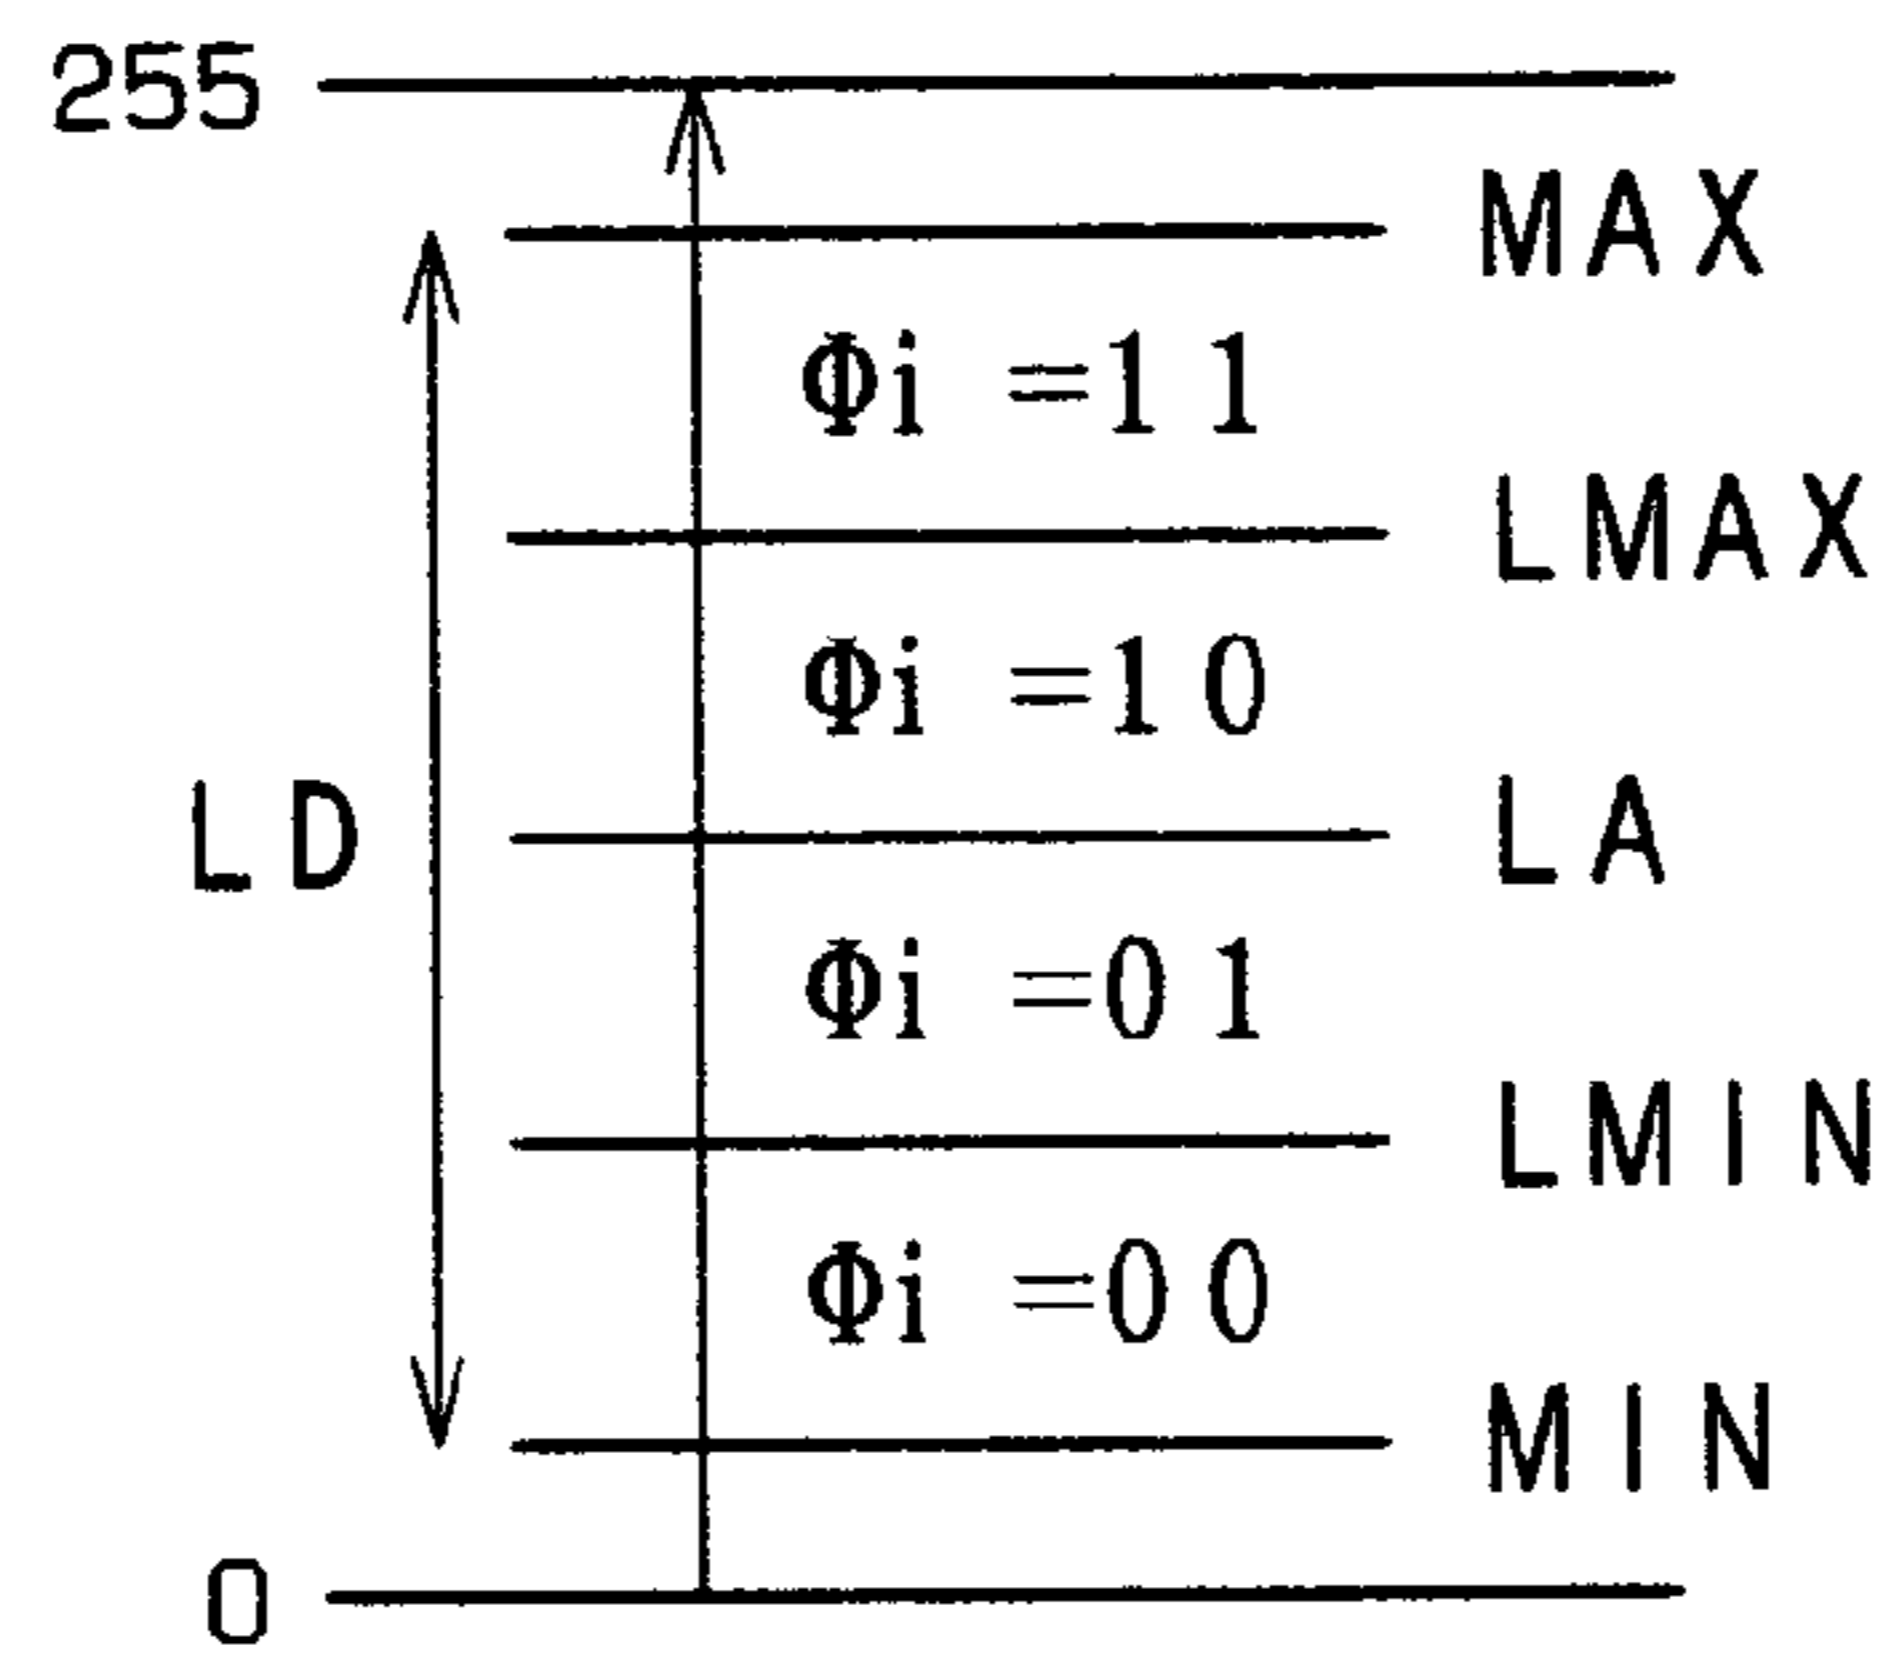 255
MAX
Φi =11
LMAX
Φi =10
LD
LA
Φi =01
LMIN
Φi =00
MIN
0